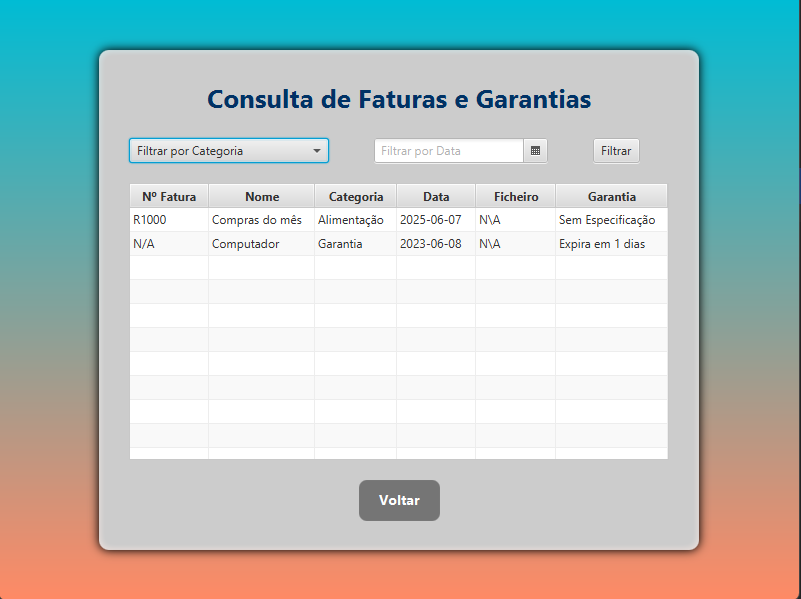 Consulta de Faturas e Garantias
Filtrar por Categoria Filtrar por Data Filtrar
Nº Fatura Nome Categoria Data Ficheiro Garantia
R1000 Compras do mês Alimentação 2025-06-07 N\A Sem Especificação
N/A Computador Garantia 2023-06-08 N\A Expira em 1 dias
Voltar